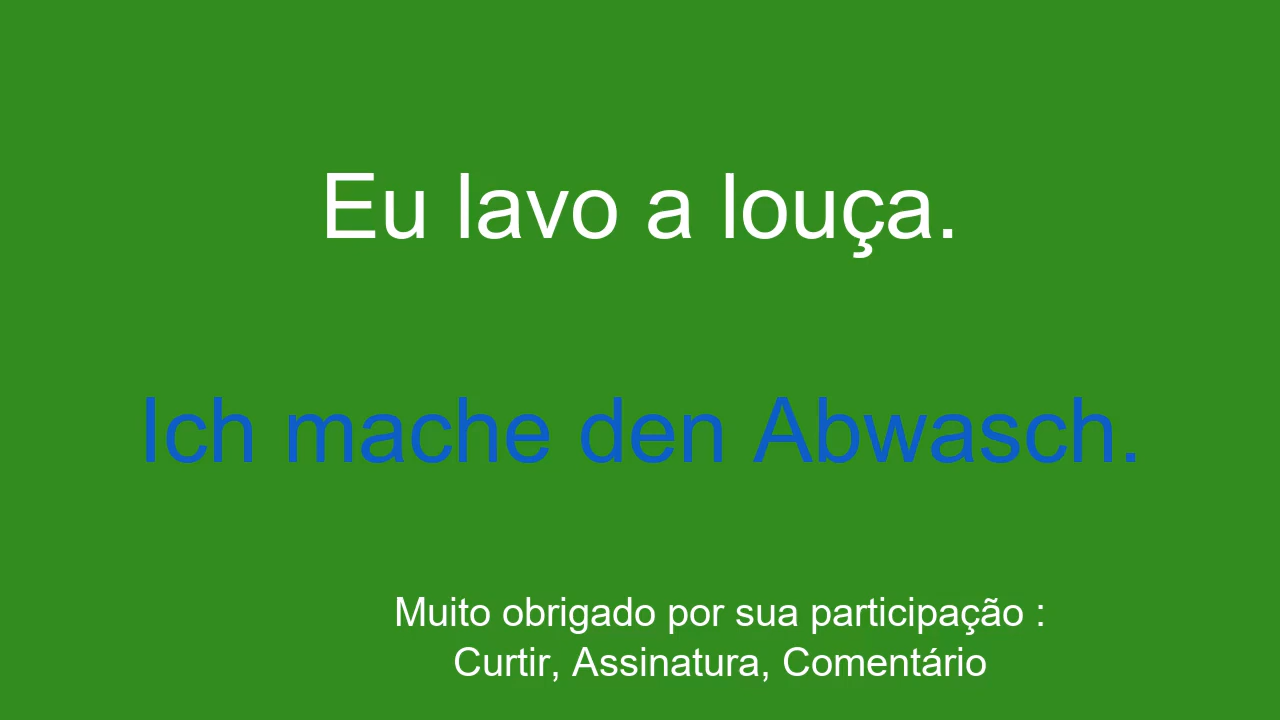 Eu lavo a louça.
Ich mache den Abwasch.
Muito obrigado por sua participação :
Curtir, Assinatura, Comentário